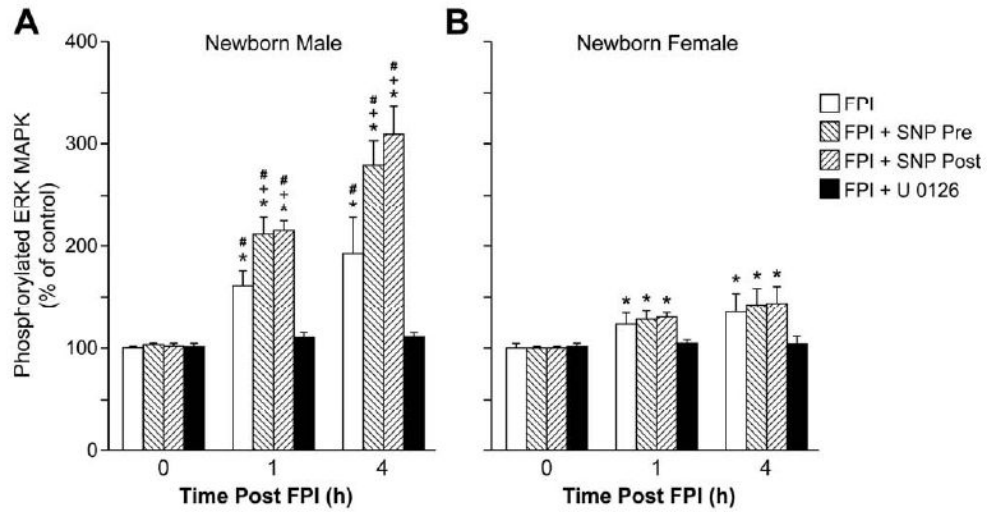 A
Newborn Male
B
Newborn Female
400
300
200
100
0
Phosphorylated ERK MAPK
(% of control)
#
*
#
+
*
#
+
*
#
*
#
+
*
#
+
*
0
1
4
Time Post FPI (h)
*
*
*
*
*
*
0
1
4
Time Post FPI (h)
FPI
FPI + SNP Pre
FPI + SNP Post
FPI + U 0126